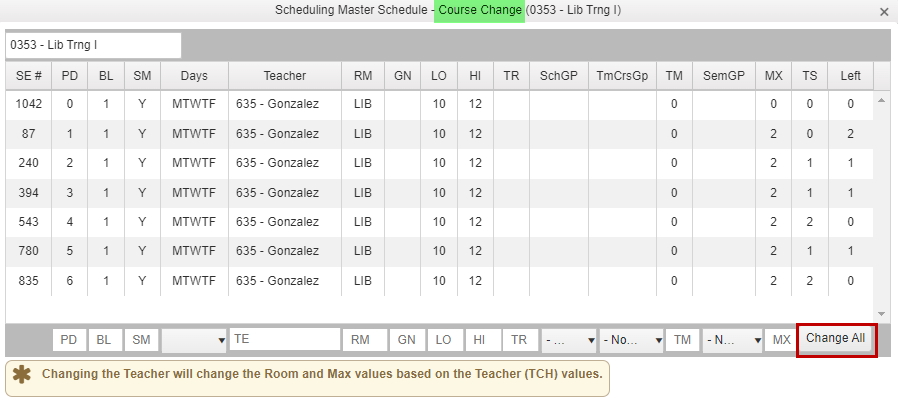 Scheduling Master Schedule - Course Change (0353 - Lib Trng I) ×
0353 - Lib Trng I
SE # PD BL SM Days Teacher RM GN LO HI TR SchGP TmCrsGp TM SemGP MX TS Left
1042 0 1 Y MTWTF 635 - Gonzalez LIB 10 12 0 0 0 0
87 1 1 Y MTWTF 635 - Gonzalez LIB 10 12 0 2 0 2
240 2 1 Y MTWTF 635 - Gonzalez LIB 10 12 0 2 1 1
394 3 1 Y MTWTF 635 - Gonzalez LIB 10 12 0 2 1 1
543 4 1 Y MTWTF 635 - Gonzalez LIB 10 12 0 2 2 0
780 5 1 Y MTWTF 635 - Gonzalez LIB 10 12 0 2 1 1
835 6 1 Y MTWTF 635 - Gonzalez LIB 10 12 0 2 2 0
PD BL SM TE RM GN LO HI TR - ... - No... TM - N... MX Change All
Changing the Teacher will change the Room and Max values based on the Teacher (TCH) values.